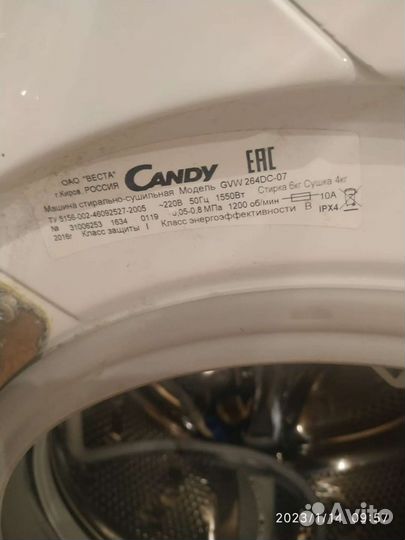 ОАО "ВЕСТА"
г.Киров РОССИЯ
CANDY
EAC
Машина стирально-сушильная Модель GVW 264DC-07
ТУ 5156-002-46092527-2005 ~220В 50Гц 1550Вт Стирка 6кг Сушка 4кг
№ 31006253 1634 0119 0,05-0,8 МПа 1200 об/мин 10А
2016г Класс защиты I Класс энергоэффективности В IPX4
2023/1/14 09:57
Avito